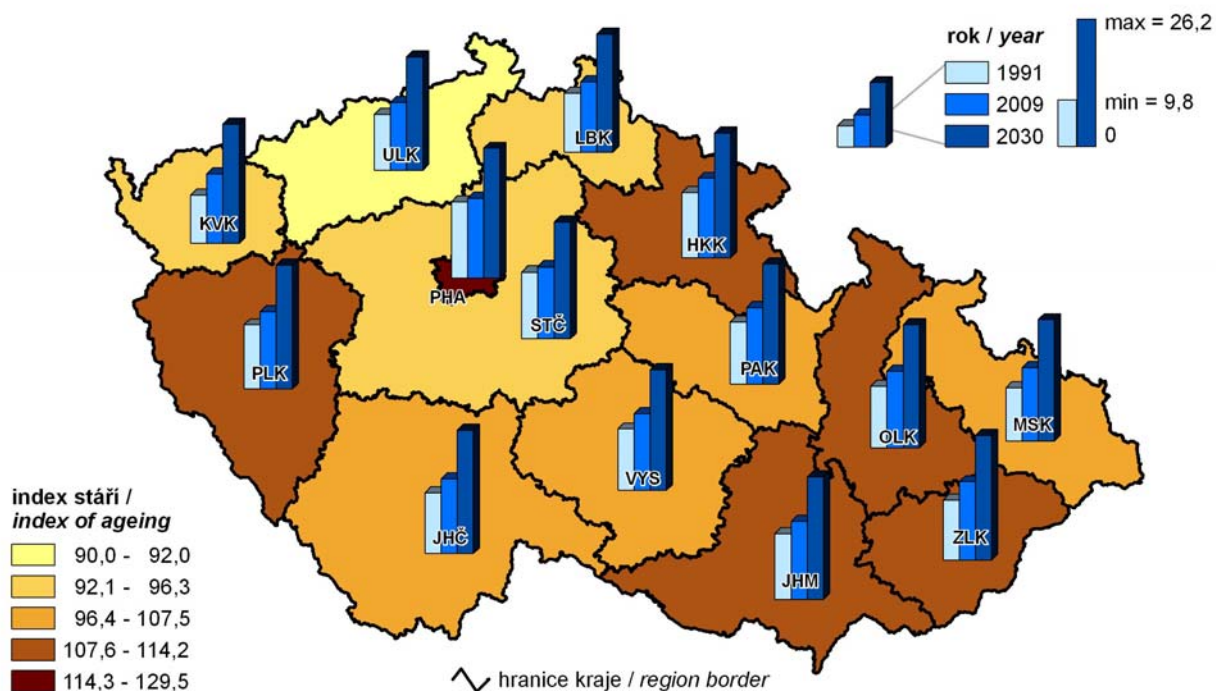 rok / year
1991
2009
2030
max = 26,2
min = 9,8
0
ULK
LBK
KVK
HKK
PHA
STČ
PLK
PAK
OLK
MSK
VYS
JHČ
ZLK
JHM
index stáří /
index of ageing
90,0 - 92,0
92,1 - 96,3
96,4 - 107,5
107,6 - 114,2
114,3 - 129,5
hranice kraje / region border